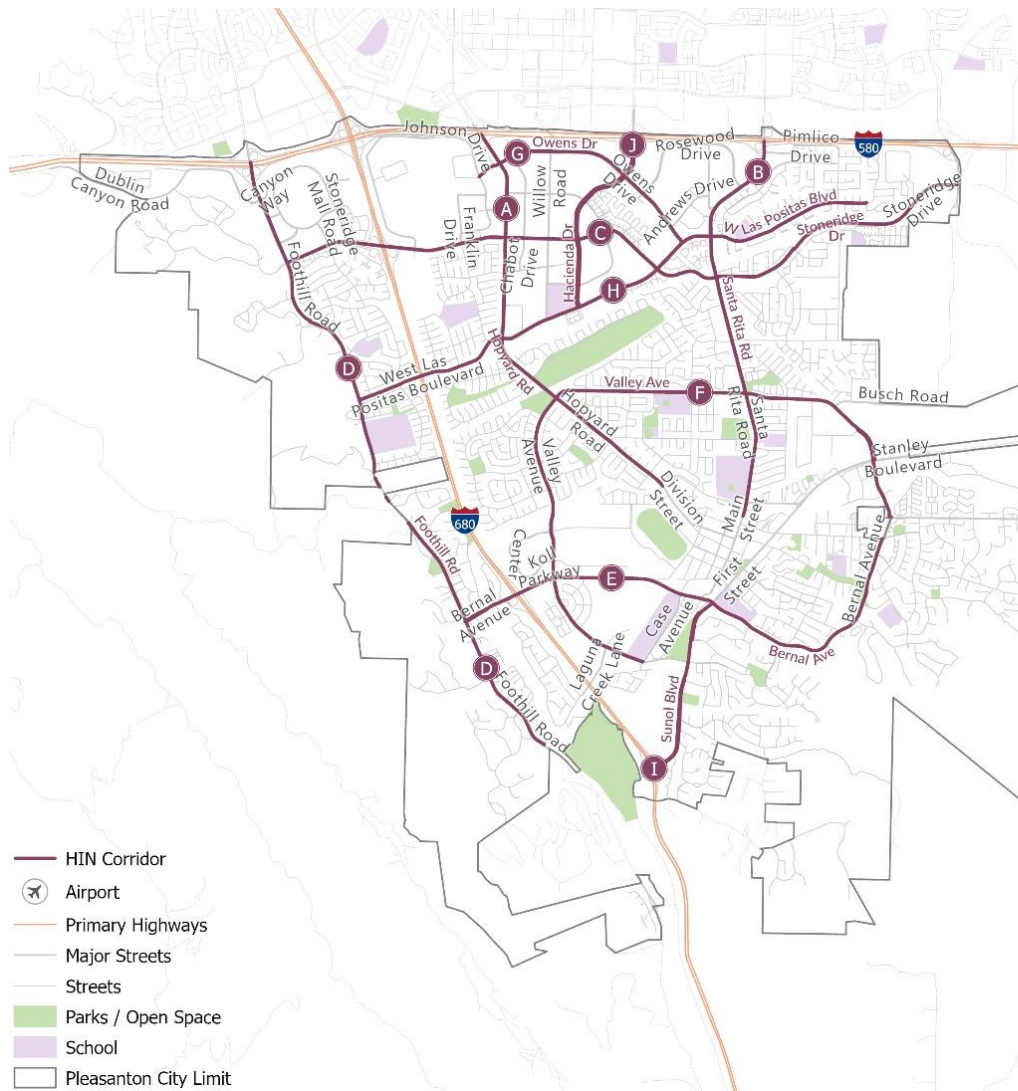 Johnson
Drive
Owens Dr
G
J
Rosewood
Drive
Pimlico
Drive
580
Dublin
Canyon Road
Canyon
Way
Stoneridge
Mall Road
Franklin
Drive
A
Willow
Road
Owens
Drive
Andrews Drive
B
W Las Positas Blvd
Stoneridge
Drive
Stoneridge
Dr
C
Chabot
Drive
Hacienda Dr
H
Foothill Road
D
West Las
Positas Boulevard
Hopyard Rd
Santa Rita Rd
Valley Ave
F
Hopyard
Road
Santa
Rita Road
Busch Road
Stanley
Boulevard
Valley
Avenue
Division
Street
Main
Street
680
Foothill Rd
Koll
Center
Parkway
E
First
Street
Bernal Avenue
Bernal
Avenue
Case
Avenue
Bernal Ave
D
Foothill Road
Laguna
Creek Lane
Sunol Blvd
I
HIN Corridor
Airport
Primary Highways
Major Streets
Streets
Parks / Open Space
School
Pleasanton City Limit